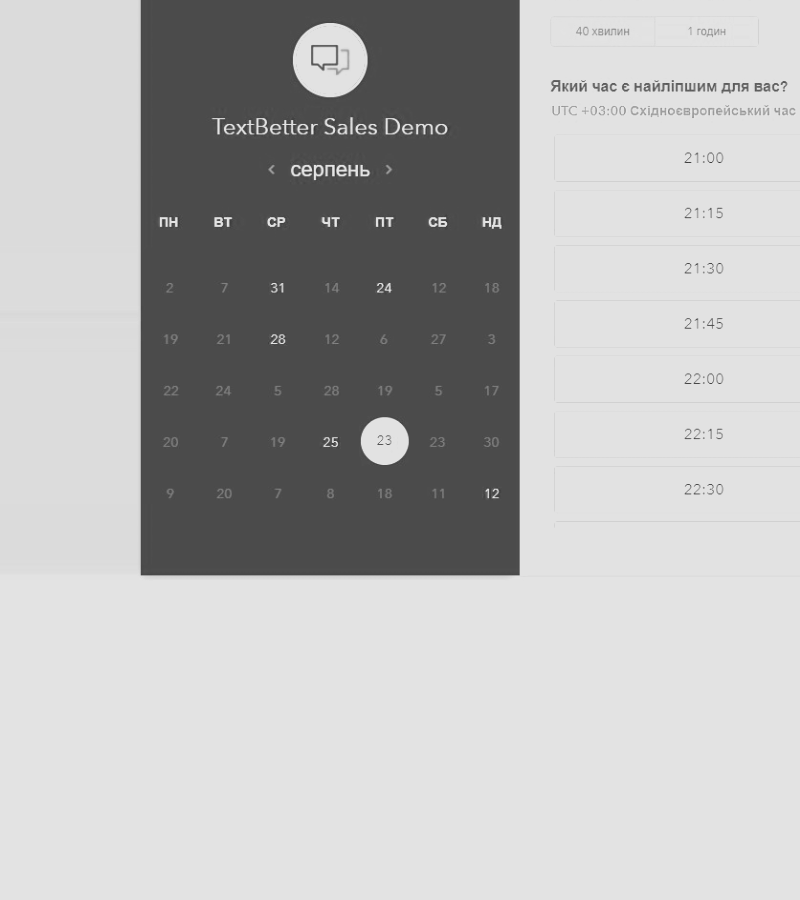 TextBetter Sales Demo
серпень
ПН ВТ СР ЧТ ПТ СБ НД
2 7 31 14 24 12 18
19 21 28 12 6 27 3
22 24 5 28 19 5 17
20 7 19 25 23 23 30
9 20 7 8 18 11 12
40 хвилин 1 годин
Який час є найліпшим для вас?
UTC +03:00 Східноєвропейський час
21:00
21:15
21:30
21:45
22:00
22:15
22:30